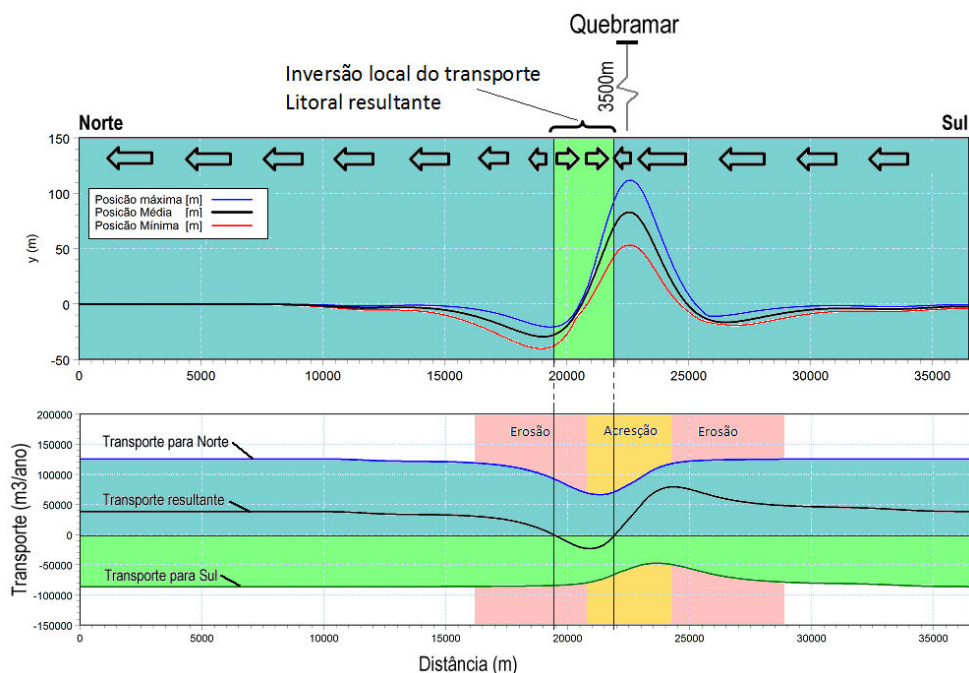 Quebramar
Inversão local do transporte
Litoral resultante
3500m
Norte
Sul
150
100
50
0
-50
y (m)
Posicão máxima [m]
Posicão Média [m]
Posicão Mínima [m]
0
5000
10000
15000
20000
25000
30000
35000
200000
150000
100000
50000
0
-50000
-100000
-150000
Transporte (m3/ano)
Erosão
Acresção
Erosão
Transporte para Norte
Transporte resultante
Transporte para Sul
0
5000
10000
15000
20000
25000
30000
35000
Distância (m)